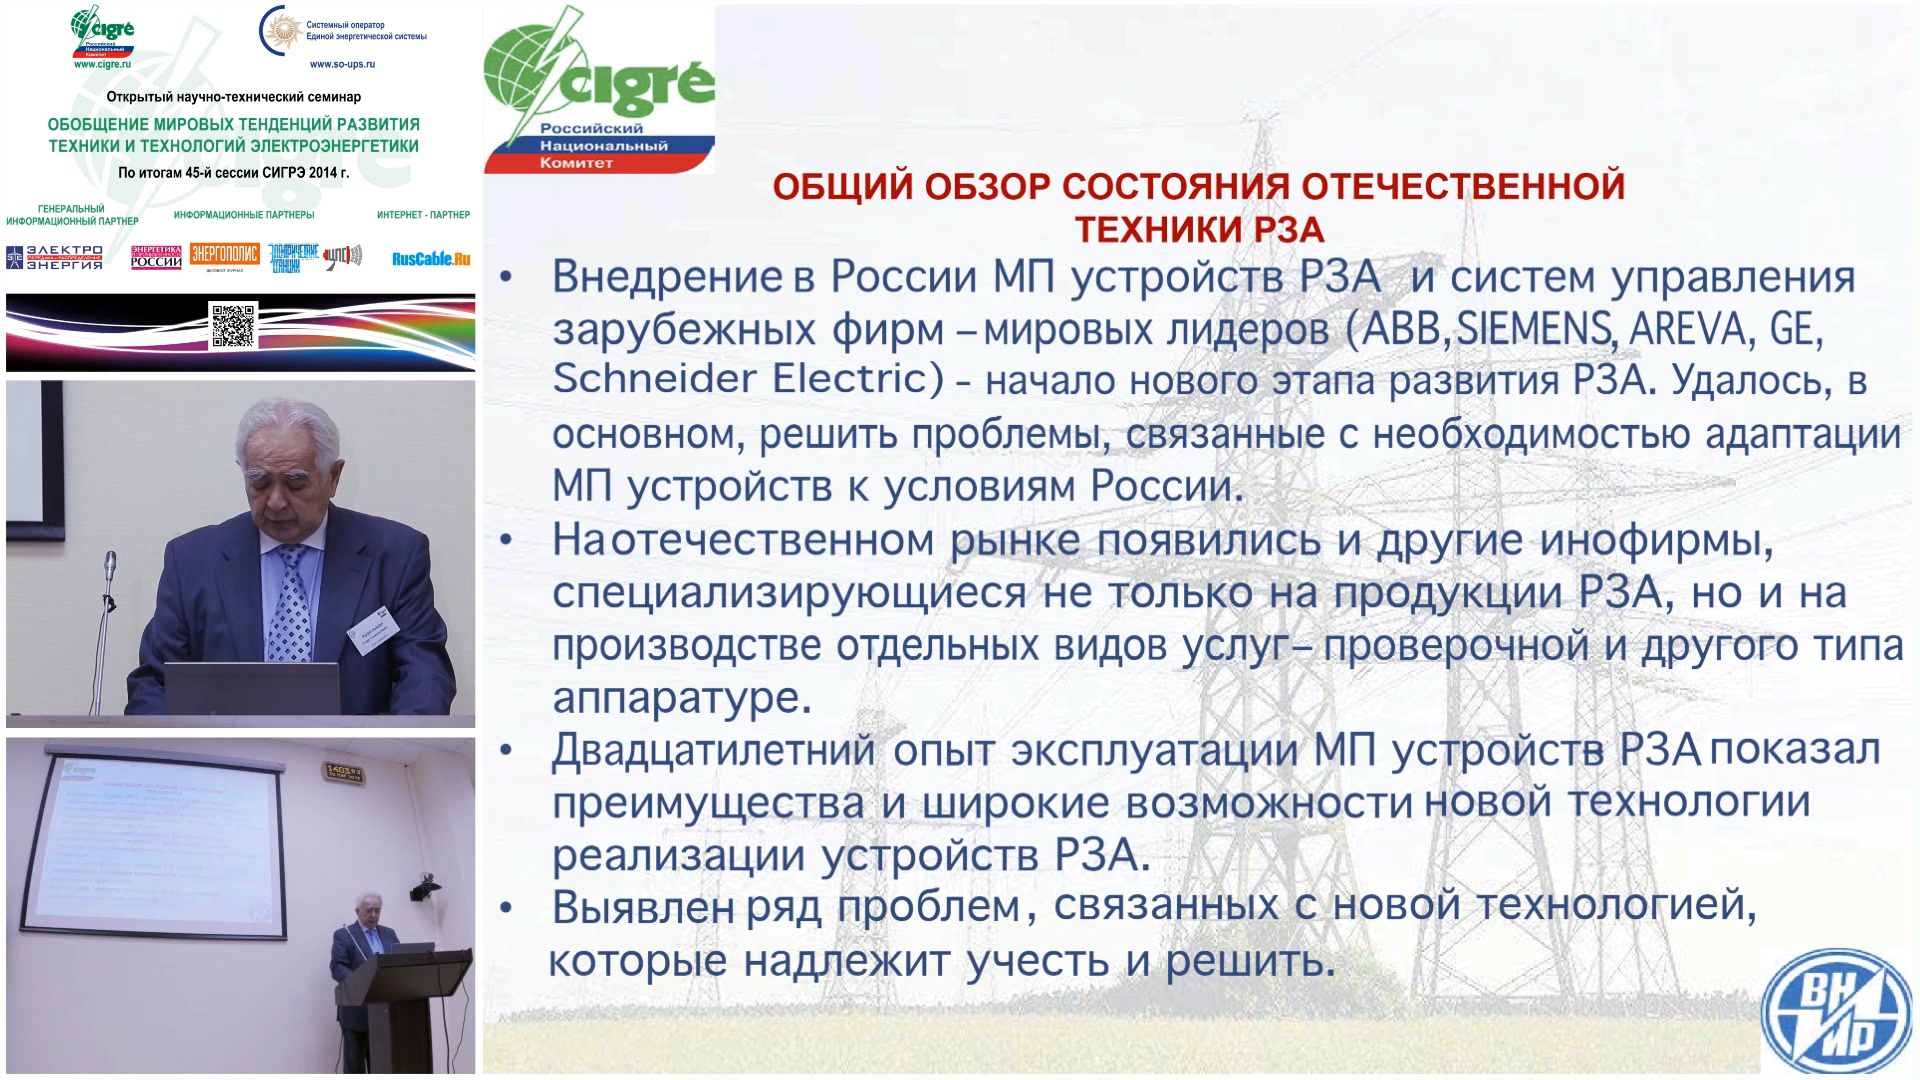 cigré
Российский
Национальный
Комитет
www.cigre.ru
Системный оператор
Единой энергетической системы
www.so-ups.ru
Открытый научно-технический семинар
ОБОБЩЕНИЕ МИРОВЫХ ТЕНДЕНЦИЙ РАЗВИТИЯ
ТЕХНИКИ И ТЕХНОЛОГИЙ ЭЛЕКТРОЭНЕРГЕТИКИ
По итогам 45-й сессии СИГРЭ 2014 г.
ГЕНЕРАЛЬНЫЙ
ИНФОРМАЦИОННЫЙ ПАРТНЕР
ИНФОРМАЦИОННЫЕ ПАРТНЕРЫ
ИНТЕРНЕТ - ПАРТНЕР
ЭЛЕКТРО
ЭНЕРГИЯ
ЭНЕРГЕТИКА
РОССИИ
ЭНЕРГОПОЛИС
ДЕЛОВОЙ ЖУРНАЛ
RusCable.Ru
cigré
Российский
Национальный
Комитет
ОБЩИЙ ОБЗОР СОСТОЯНИЯ ОТЕЧЕСТВЕННОЙ
ТЕХНИКИ РЗА
• Внедрение в России МП устройств РЗА и систем управления
зарубежных фирм – мировых лидеров (ABB, SIEMENS, AREVA, GE,
Schneider Electric) - начало нового этапа развития РЗА. Удалось, в
основном, решить проблемы, связанные с необходимостью адаптации
МП устройств к условиям России.
• На отечественном рынке появились и другие инофирмы,
специализирующиеся не только на продукции РЗА, но и на
производстве отдельных видов услуг – проверочной и другого типа
аппаратуре.
• Двадцатилетний опыт эксплуатации МП устройств РЗА показал
преимущества и широкие возможности новой технологии
реализации устройств РЗА.
• Выявлен ряд проблем, связанных с новой технологией,
которые надлежит учесть и решить.
ВНИИР